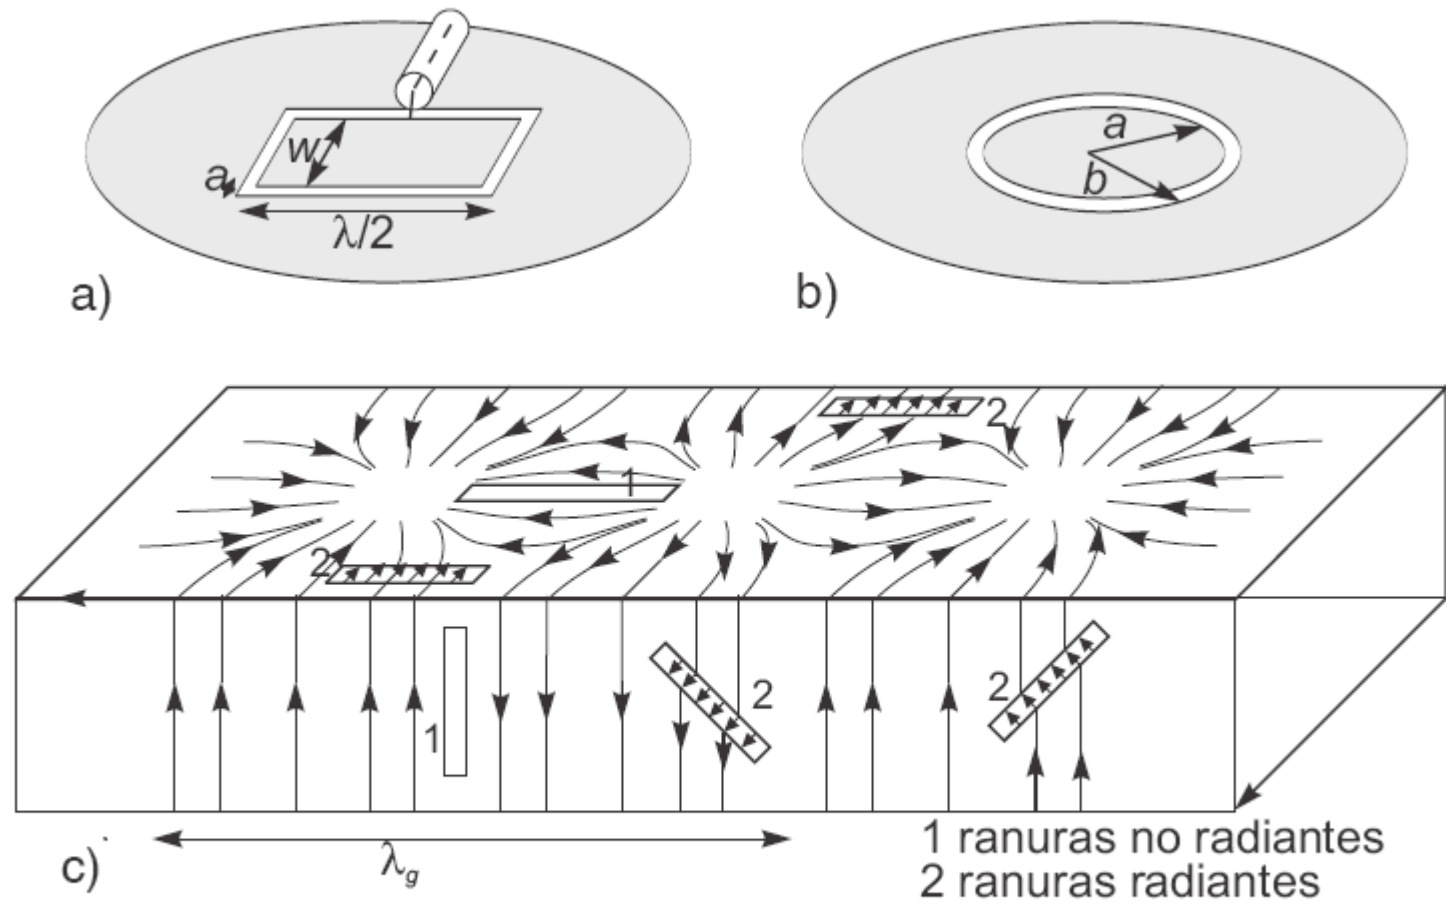 w
a
λ/2
a)
a
b
b)
2
1
2
1
2
2
λg
c)
1 ranuras no radiantes
2 ranuras radiantes